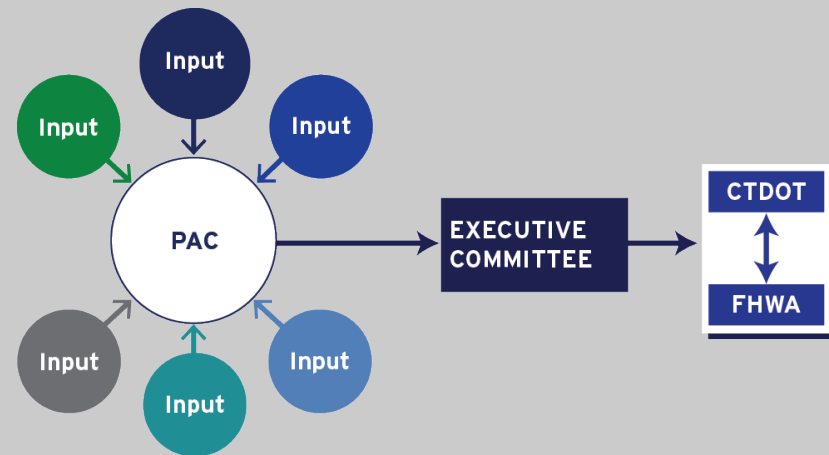 Input
Input
Input
PAC
EXECUTIVE
COMMITTEE
CTDOT
FHWA
Input
Input
Input